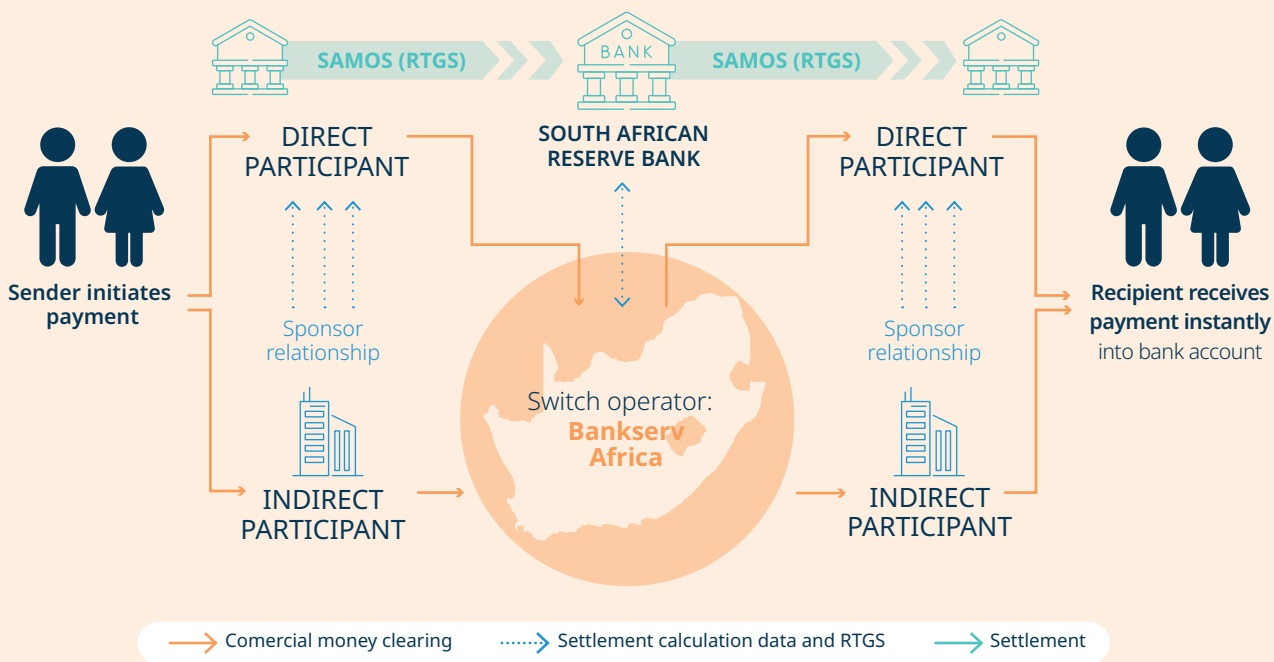 SAMOS (RTGS)
BANK
SAMOS (RTGS)
DIRECT
PARTICIPANT
SOUTH AFRICAN
RESERVE BANK
DIRECT
PARTICIPANT
Sender initiates
payment
Recipient receives
payment instantly
into bank account
Sponsor
relationship
Sponsor
relationship
Switch operator:
Bankserv
Africa
INDIRECT
PARTICIPANT
INDIRECT
PARTICIPANT
Comercial money clearing
Settlement calculation data and RTGS
Settlement